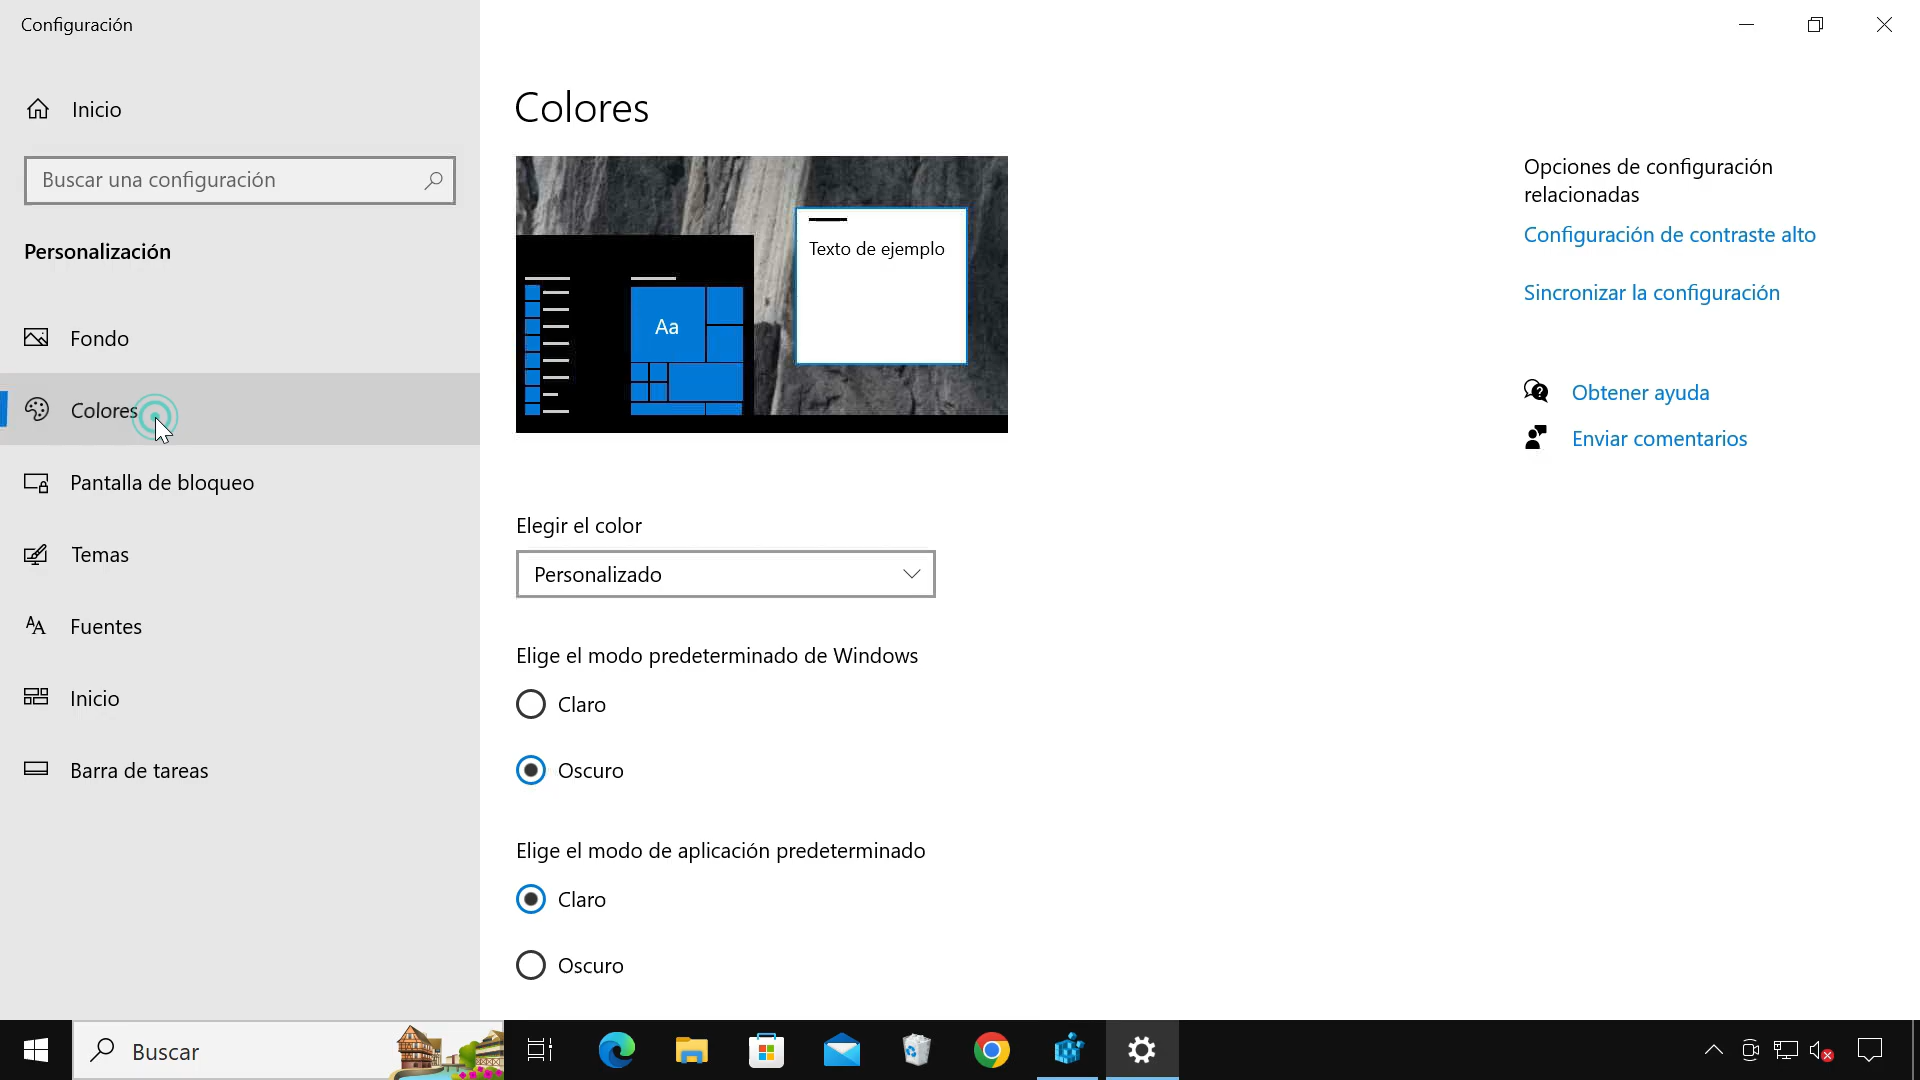 Configuración
Inicio
Buscar una configuración
Personalización
Fondo
Colores
Pantalla de bloqueo
Temas
Fuentes
Inicio
Barra de tareas
Colores
Texto de ejemplo
Aa
Elegir el color
Personalizado
Elige el modo predeterminado de Windows
Claro
Oscuro
Elige el modo de aplicación predeterminado
Claro
Oscuro
Opciones de configuración
relacionadas
Configuración de contraste alto
Sincronizar la configuración
Obtener ayuda
Enviar comentarios
Buscar